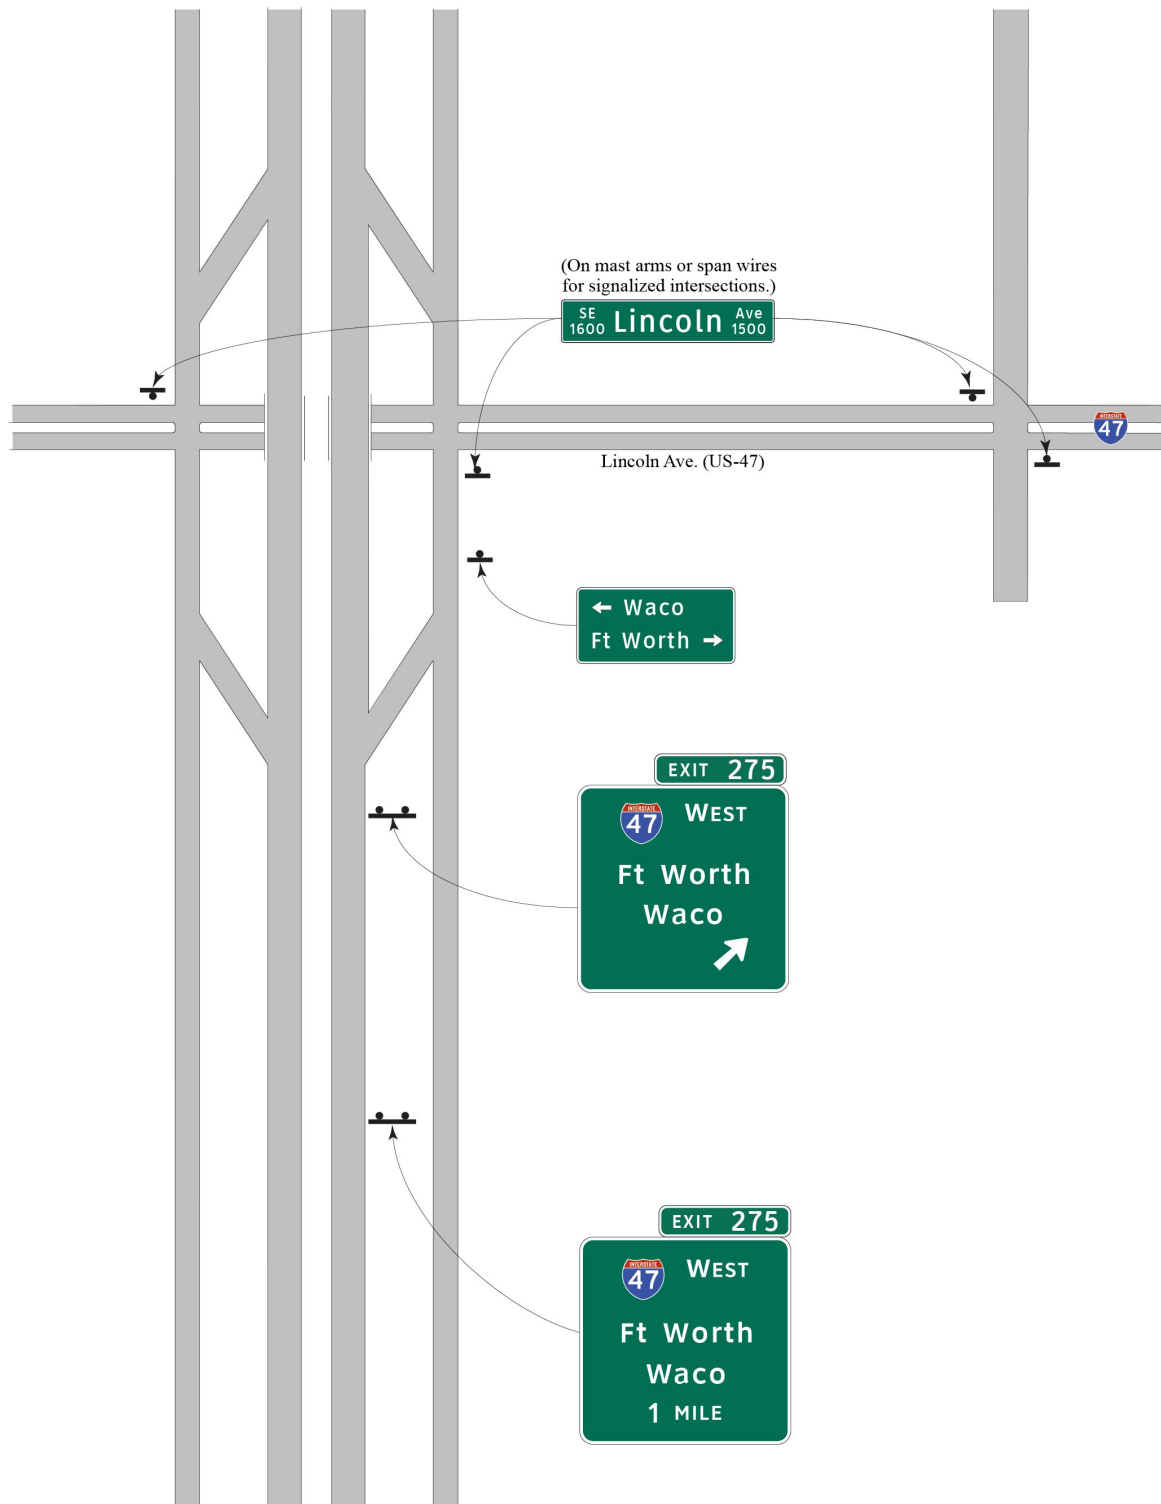 (On mast arms or span wires
for signalized intersections.)
SE
1600
Lincoln
Ave
1500
INTERSTATE
47
Lincoln Ave. (US-47)
← Waco
Ft Worth →
EXIT 275
INTERSTATE
47
WEST
Ft Worth
Waco
EXIT 275
INTERSTATE
47
WEST
Ft Worth
Waco
1 MILE